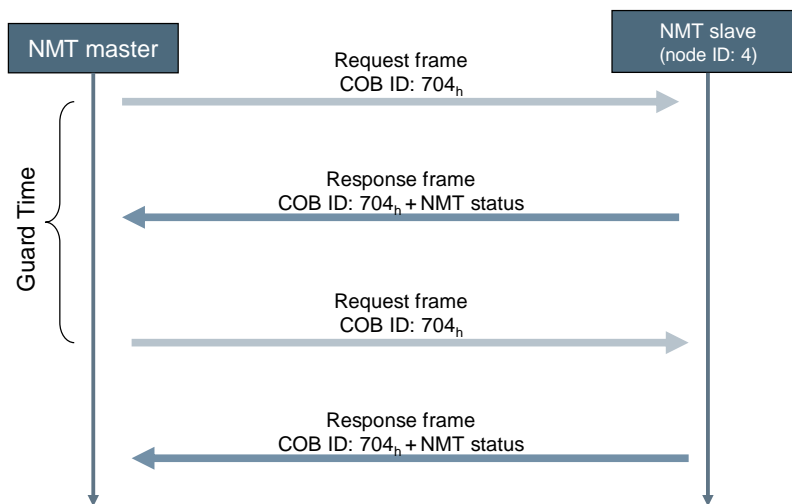 NMT master
NMT slave
(node ID: 4)
Request frame
COB ID: 704h
Guard Time
Response frame
COB ID: 704h + NMT status
Request frame
COB ID: 704h
Response frame
COB ID: 704h + NMT status